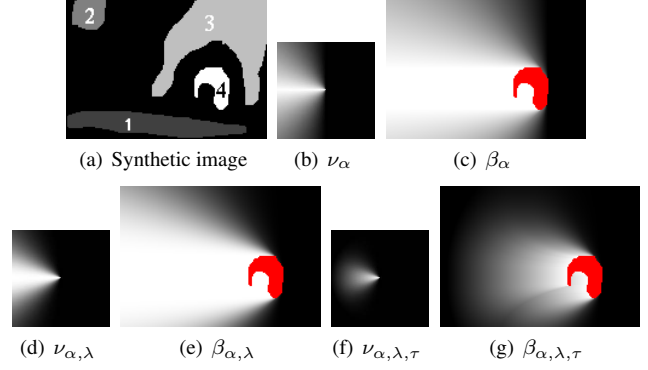 2
3
4
1
(a) Synthetic image
(b) ν_α
(c) β_α
(d) ν_{α,λ}
(e) β_{α,λ}
(f) ν_{α,λ,τ}
(g) β_{α,λ,τ}